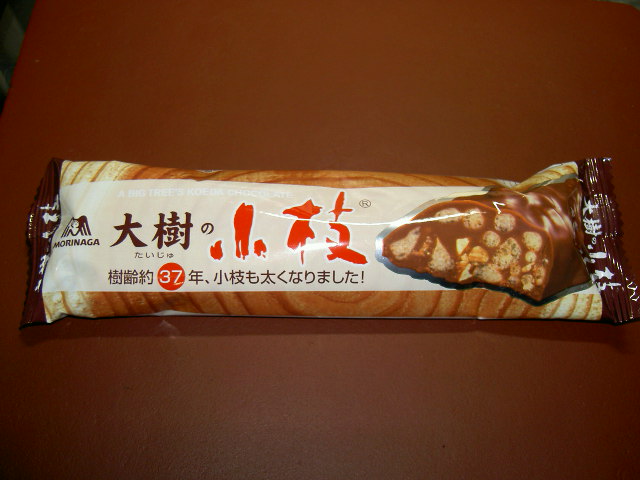 A BIG TREE'S KOEDA CHOCOLATE
MORINAGA
大樹の小枝®
だいじゅ
樹齢約37年、小枝も太くなりました!
大樹の小枝